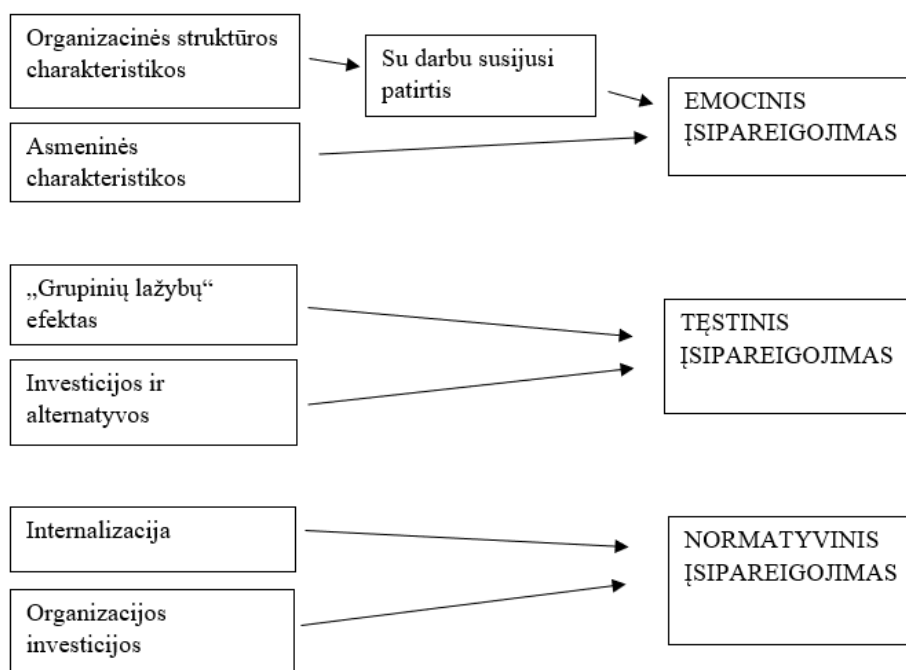 Organizacinės struktūros
charakteristikos
Su darbu susijusi
patirtis
EMOCINIS
ĮSIPAREIGOJIMAS
Asmeninės
charakteristikos
„Grupinių lažybų“
efektas
TĘSTINIS
ĮSIPAREIGOJIMAS
Investicijos ir
alternatyvos
Internalizacija
NORMATYVINIS
ĮSIPAREIGOJIMAS
Organizacijos
investicijos